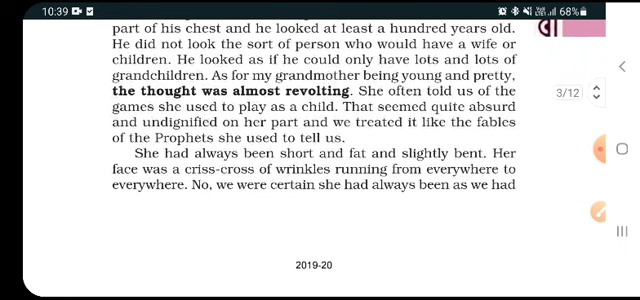 10:39
68%
part of his chest and he looked at least a hundred years old.
He did not look the sort of person who would have a wife or
children. He looked as if he could only have lots and lots of
grandchildren. As for my grandmother being young and pretty,
the thought was almost revolting. She often told us of the
games she used to play as a child. That seemed quite absurd
and undignified on her part and we treated it like the fables
of the Prophets she used to tell us.
She had always been short and fat and slightly bent. Her
face was a criss-cross of wrinkles running from everywhere to
everywhere. No, we were certain she had always been as we had
3/12
2019-20